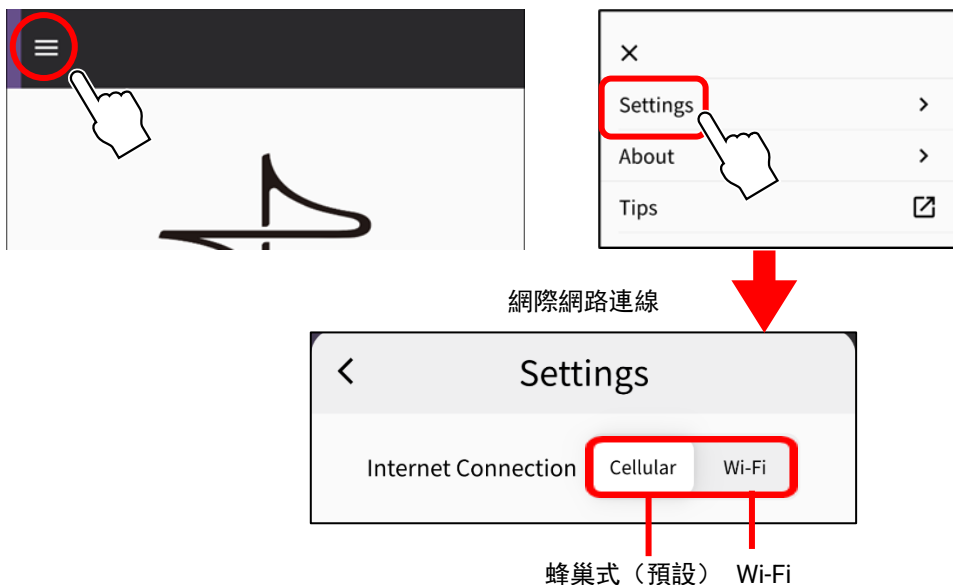 Settings
About
Tips
網際網路連線
Settings
Internet Connection Cellular Wi-Fi
蜂巢式（預設） Wi-Fi